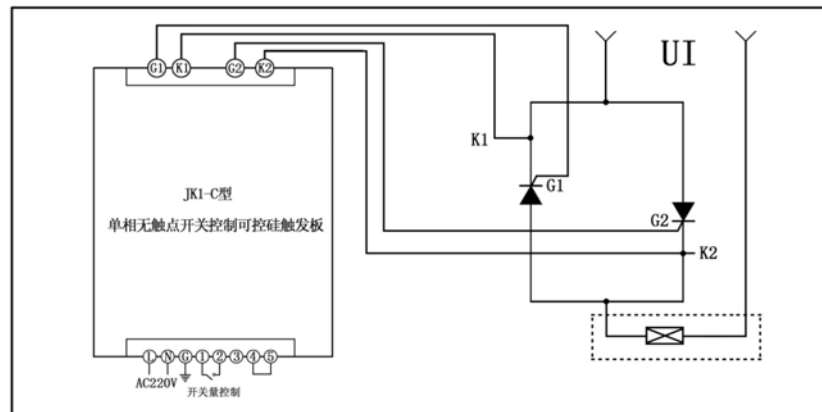 G1 K1 G2 K2
UI
K1
G1
JK1-C型
单相无触点开关控制可控硅触发板
G2
K2
L N G 1 2 3 4 5
AC220V
开关量控制